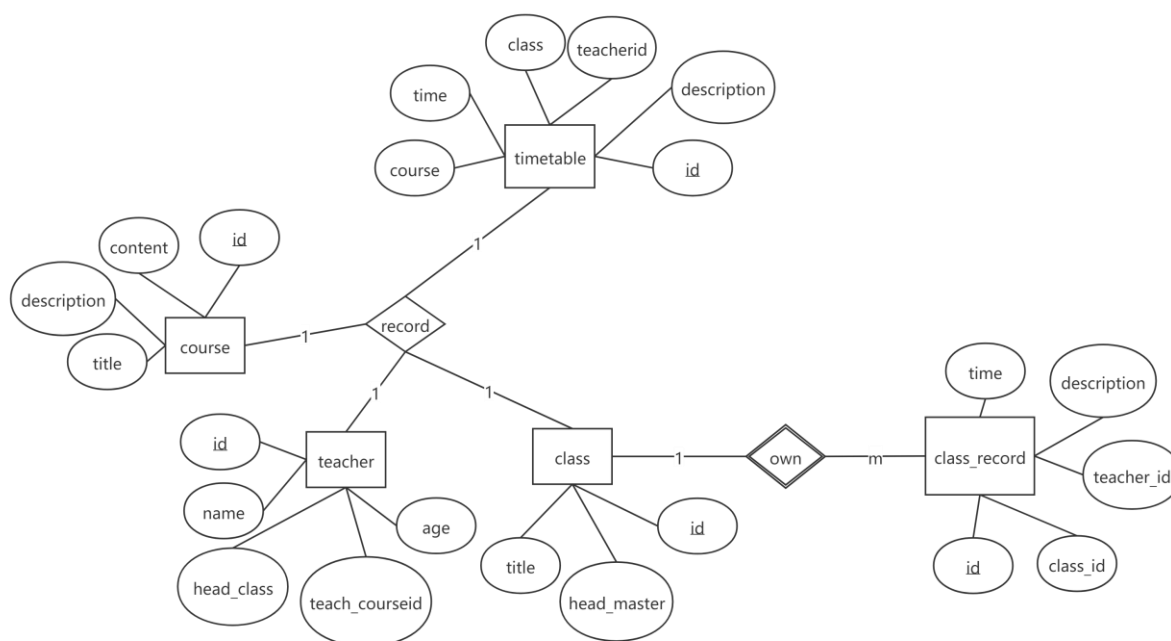 class
teacherid
time
description
timetable
course
id
1
content
id
description
record
course
1
title
time
description
1
1
id
teacher
class
1
own
m
class_record
teacher_id
name
age
id
title
id
class_id
head_class
teach_courseid
head_master